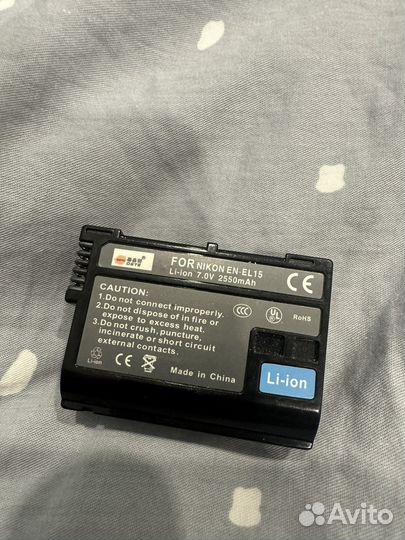 DSTE
FOR NIKON EN-EL15
Li-ion 7.0V 2550mAh
CE
CAUTION:
1.Do not connect improperly.
2.Do not dispose of in fire or
expose to excess heat.
3.Do not crush, puncture,
incinerate or short circuit
external contacts.
CCC
RoHS
Li-ion
Made in China
Li-ion
Avito